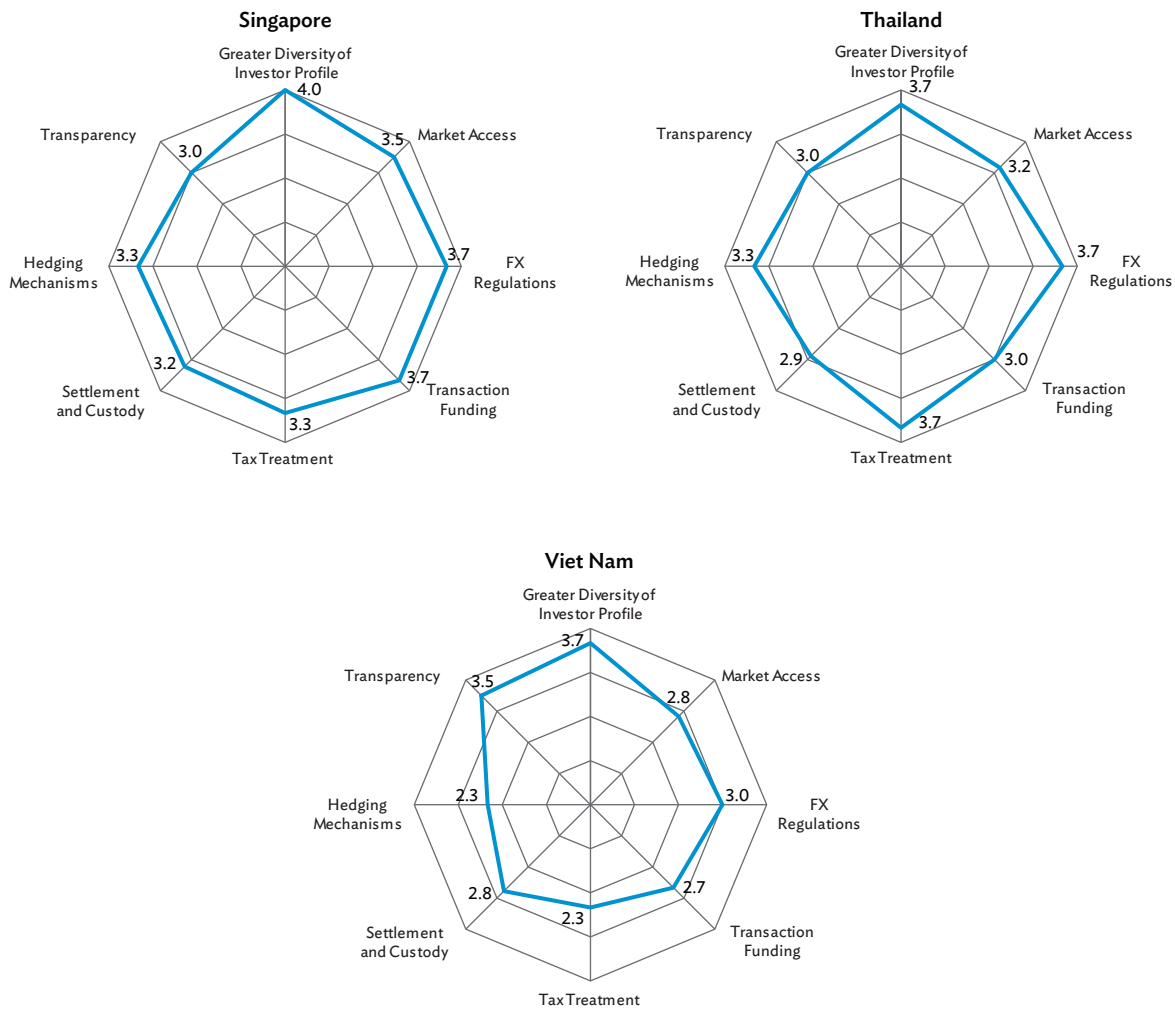 Singapore
Greater Diversity of
Investor Profile
4.0
Transparency
3.0
3.5
Market Access
Hedging
Mechanisms
3.3
3.7
FX
Regulations
3.2
Settlement
and Custody
3.7
Transaction
Funding
3.3
Tax Treatment
Thailand
Greater Diversity of
Investor Profile
3.7
Transparency
3.0
Market Access
3.2
Hedging
Mechanisms
3.3
3.7
FX
Regulations
2.9
Settlement
and Custody
3.0
Transaction
Funding
3.7
Tax Treatment
Viet Nam
Greater Diversity of
Investor Profile
3.7
Transparency
3.5
Market Access
2.8
Hedging
Mechanisms
2.3
3.0
FX
Regulations
2.8
Settlement
and Custody
2.7
Transaction
Funding
2.3
Tax Treatment